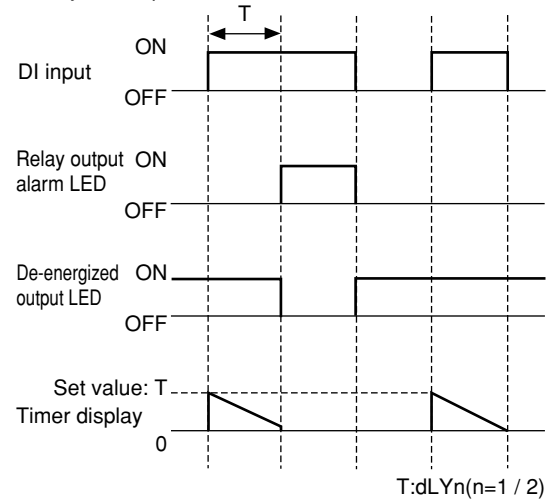 T
ON
DI input
OFF
Relay output ON
alarm LED
OFF
De-energized ON
output LED
OFF
Set value: T
Timer display
0
T:dLYn(n=1 / 2)